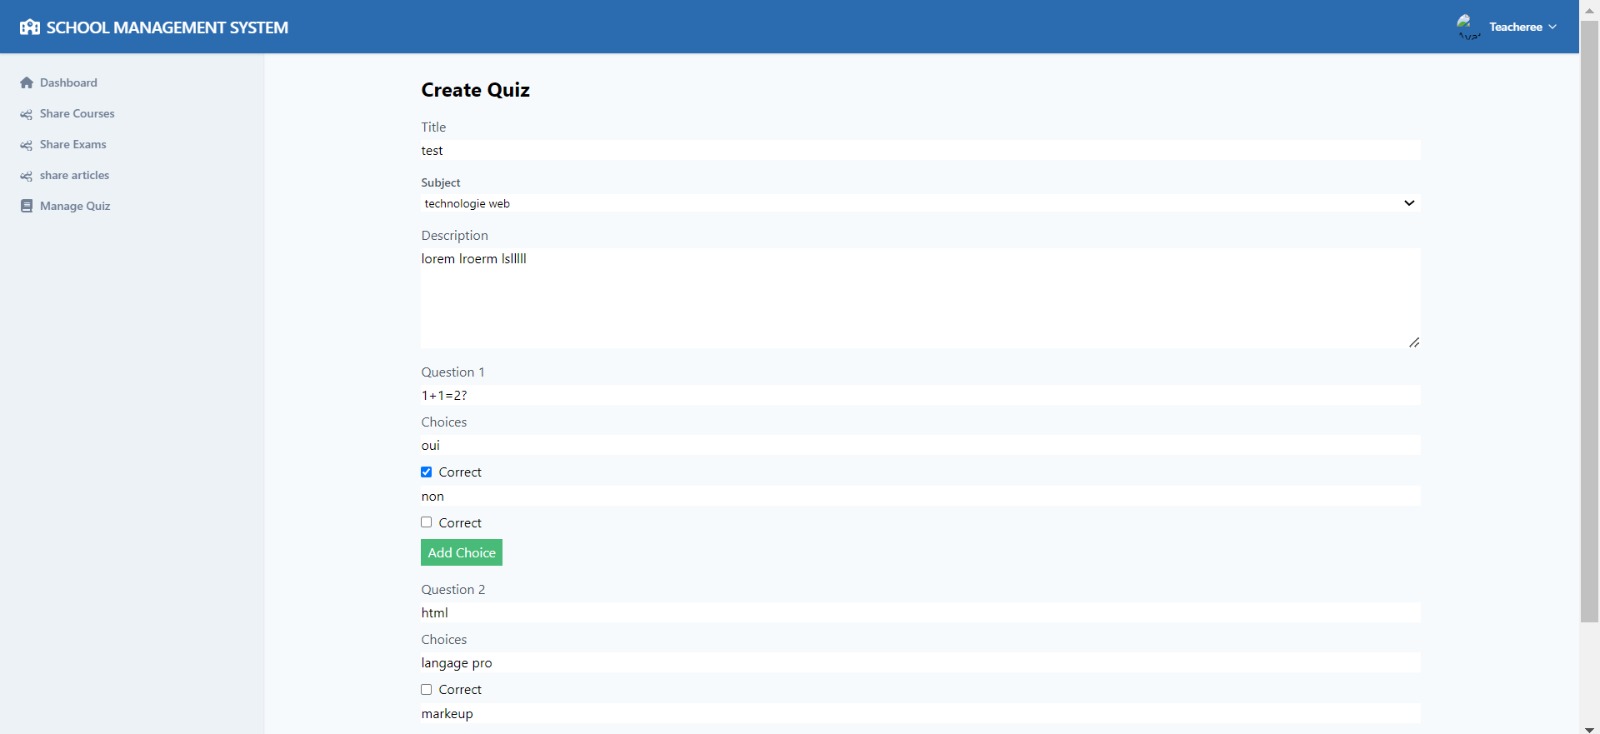 SCHOOL MANAGEMENT SYSTEM
Teacheree
Dashboard
Share Courses
Share Exams
share articles
Manage Quiz
Create Quiz
Title
test
Subject
technologie web
Description
lorem lroerm lslllll
Question 1
1+1=2?
Choices
oui
Correct
non
Correct
Add Choice
Question 2
html
Choices
langage pro
Correct
markeup